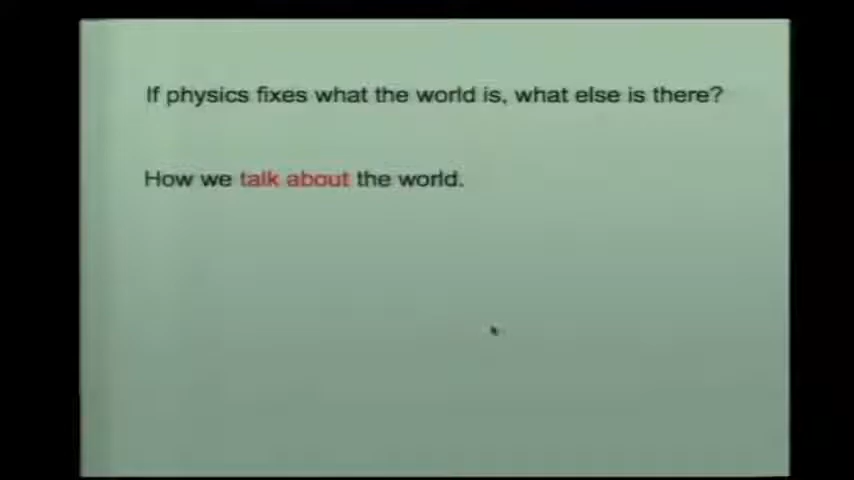 If physics fixes what the world is, what else is there?
How we talk about the world.